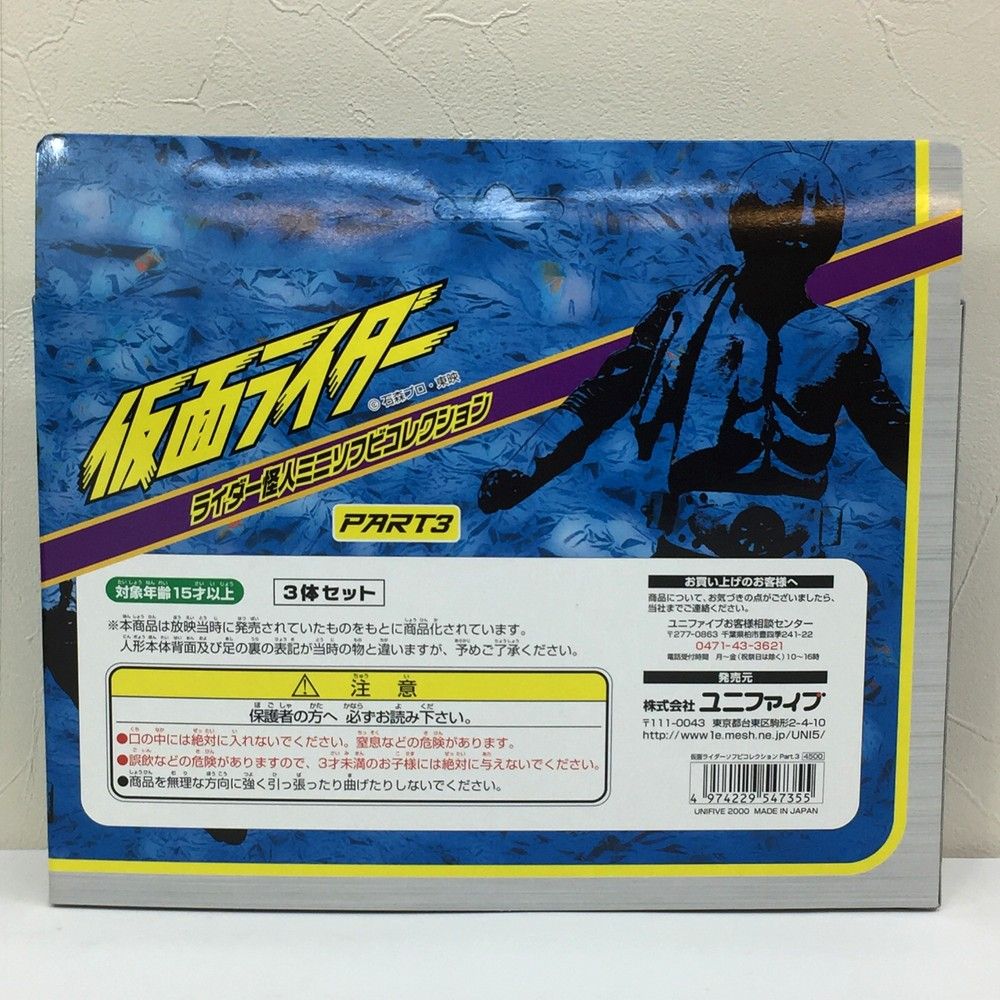 仮面ライダー
©石森プロ・東映
ライダー怪人ミニソフビコレクション
PART3
対象年齢15才以上
3体セット
※本商品は放映当時に発売されていたものをもとに商品化されています。
人形本体背面及び足の裏の表記が当時の物と違いますが、予めご了承ください。
⚠注意
保護者の方へ 必ずお読み下さい。
●口の中には絶対に入れないでください。窒息などの危険があります。
●誤飲などの危険がありますので、3才未満のお子様には絶対に与えないでください。
●商品を無理な方向に強く引っ張ったり曲げたりしないでください。
お買い上げのお客様へ
商品について、お気づきの点がございましたら、
当社までご連絡ください。
ユニファイブお客様相談センター
〒277-0863 千葉県柏市豊四季241-22
0471-43-3621
電話受付時間 月〜金(祝祭日は除く)10〜16時
発売元
株式会社ユニファイブ
〒111-0043 東京都台東区駒形2-4-10
http://www1e.mesh.ne.jp/UNI5/
仮面ライダーソフビコレクション Part.3 4500
4 974229 547355
UNIFIVE 2000 MADE IN JAPAN